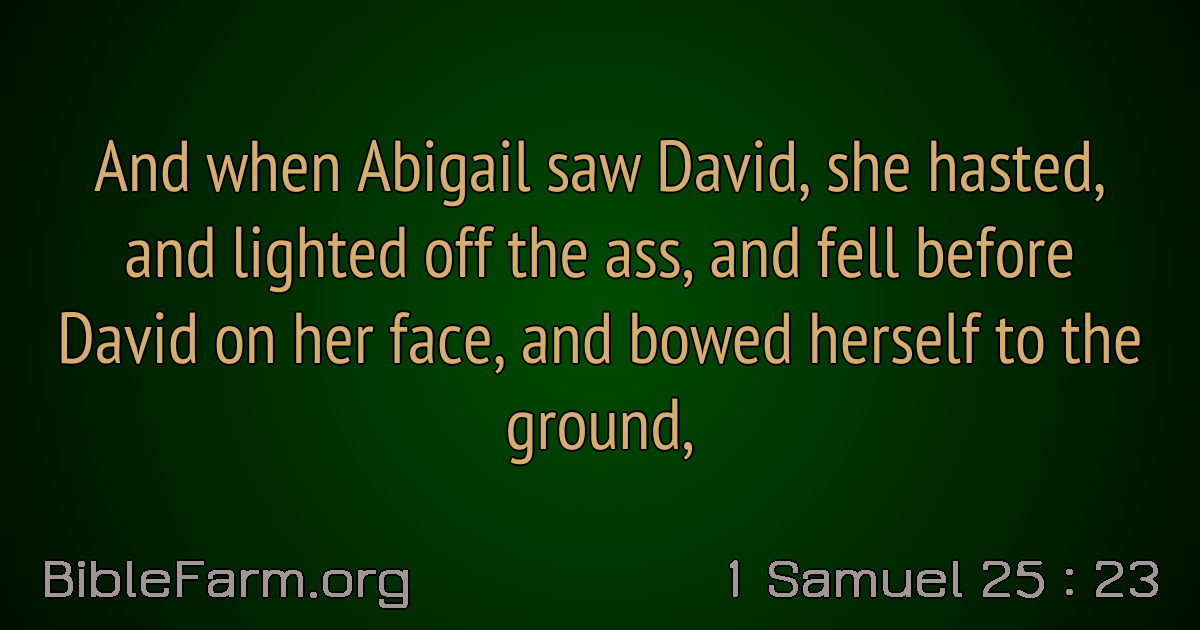 And when Abigail saw David, she hasted,
and lighted off the ass, and fell before
David on her face, and bowed herself to the
ground,
BibleFarm.org
1 Samuel 25 : 23